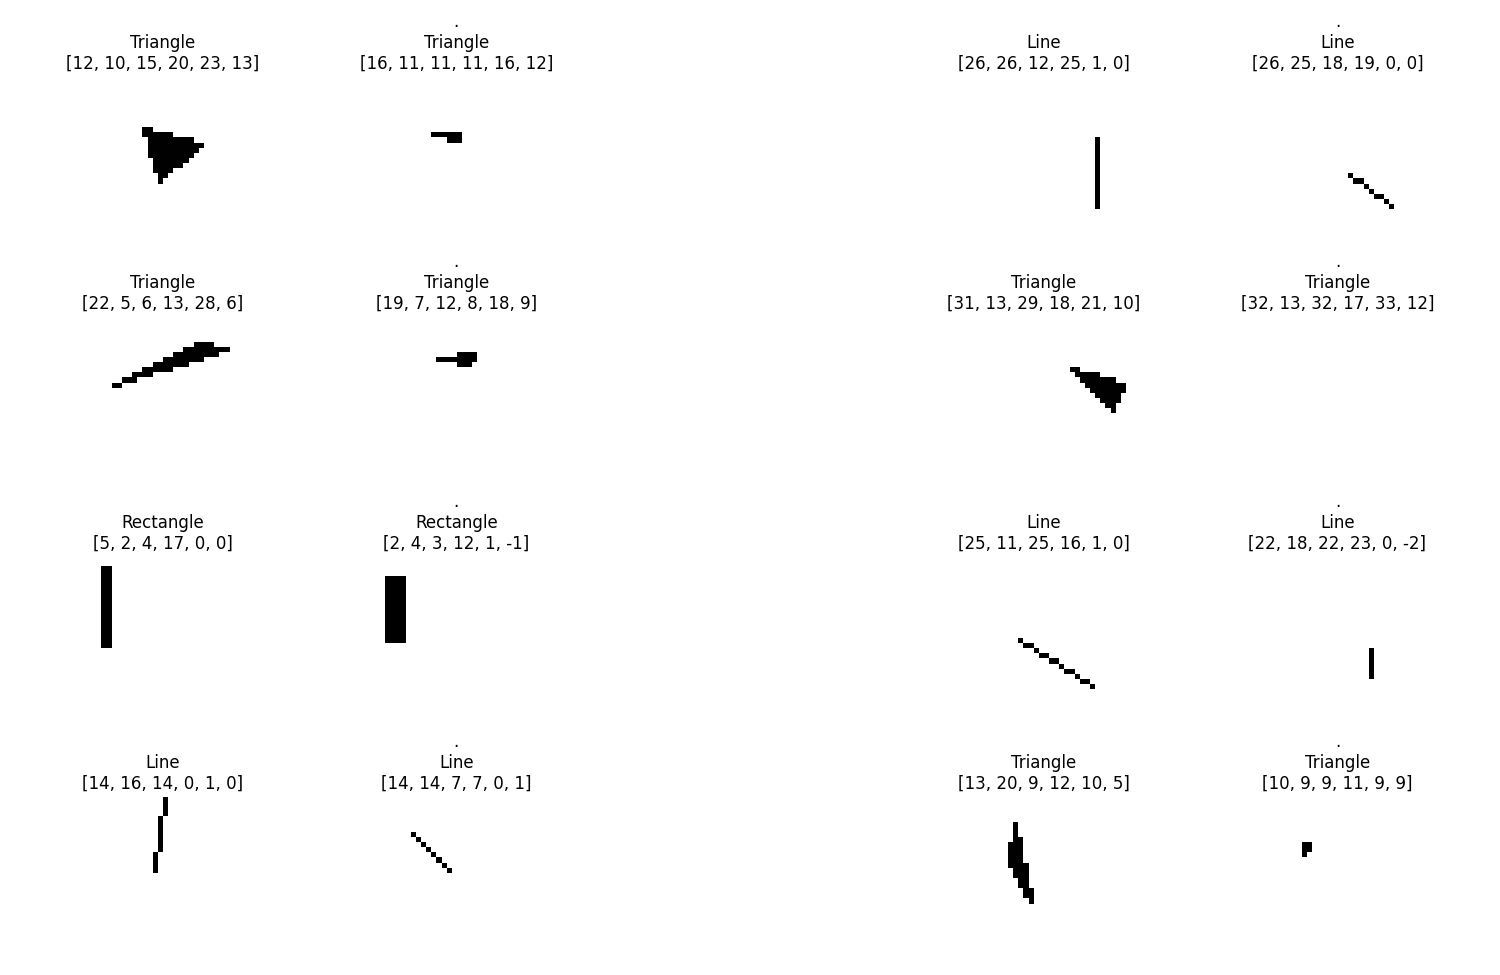 .
.
Triangle
Triangle
Line
Line
[12, 10, 15, 20, 23, 13]
[16, 11, 11, 11, 16, 12]
[26, 26, 12, 25, 1, 0]
[26, 25, 18, 19, 0, 0]
.
.
Triangle
Triangle
Triangle
Triangle
[22, 5, 6, 13, 28, 6]
[19, 7, 12, 8, 18, 9]
[31, 13, 29, 18, 21, 10]
[32, 13, 32, 17, 33, 12]
.
.
Rectangle
Rectangle
Line
Line
[5, 2, 4, 17, 0, 0]
[2, 4, 3, 12, 1, -1]
[25, 11, 25, 16, 1, 0]
[22, 18, 22, 23, 0, -2]
.
.
Line
Line
Triangle
Triangle
[14, 16, 14, 0, 1, 0]
[14, 14, 7, 7, 0, 1]
[13, 20, 9, 12, 10, 5]
[10, 9, 9, 11, 9, 9]